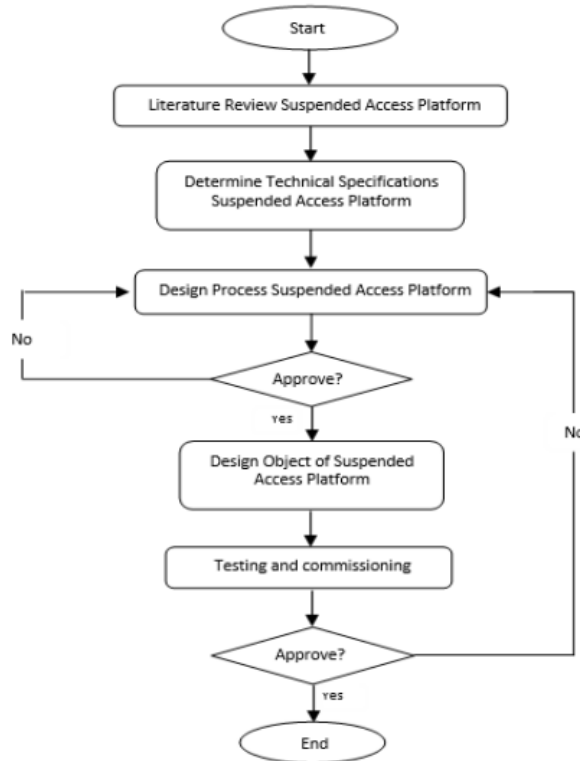 Start
Literature Review Suspended Access Platform
Determine Technical Specifications
Suspended Access Platform
Design Process Suspended Access Platform
No
Approve?
Yes
No
Design Object of Suspended
Access Platform
Testing and commissioning
Approve?
Yes
End